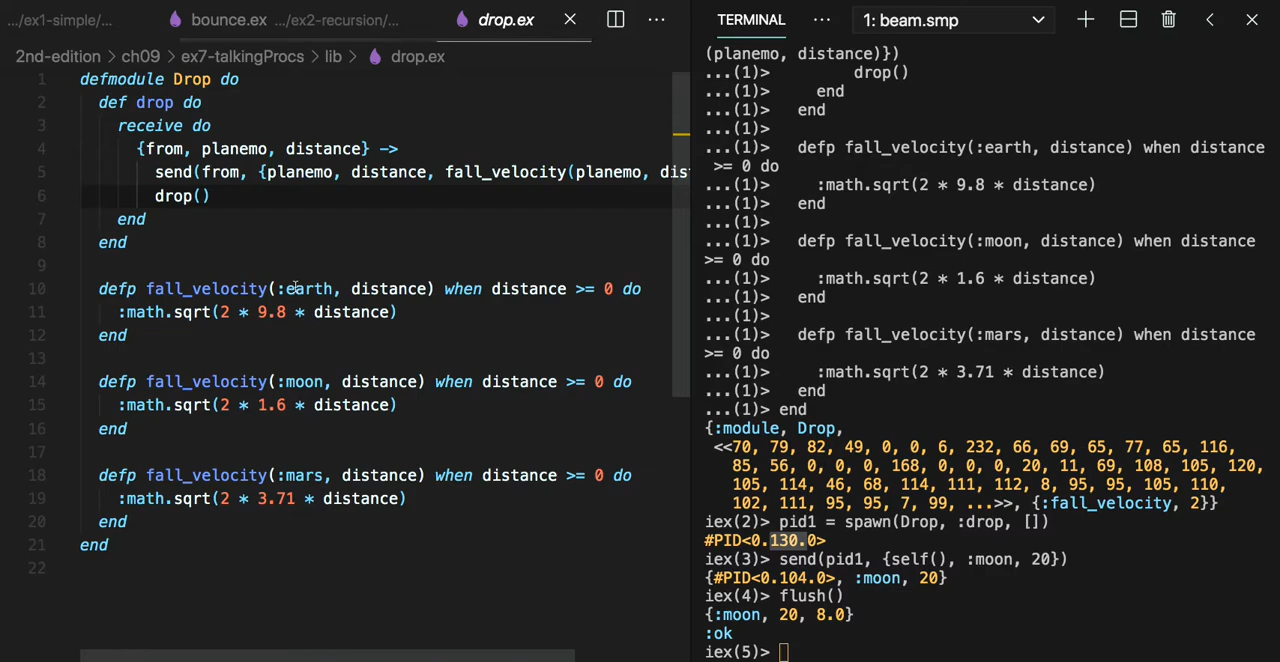 .../ex1-simple/...
bounce.ex .../ex2-recursion/...
drop.ex
2nd-edition > ch09 > ex7-talkingProcs > lib > drop.ex
1 defmodule Drop do
2 def drop do
3 receive do
4 {from, planemo, distance} ->
5 send(from, {planemo, distance, fall_velocity(planemo, dis
6 drop()
7 end
8 end
9
10 defp fall_velocity(:earth, distance) when distance >= 0 do
11 :math.sqrt(2 * 9.8 * distance)
12 end
13
14 defp fall_velocity(:moon, distance) when distance >= 0 do
15 :math.sqrt(2 * 1.6 * distance)
16 end
17
18 defp fall_velocity(:mars, distance) when distance >= 0 do
19 :math.sqrt(2 * 3.71 * distance)
20 end
21 end
22
TERMINAL ... 1: beam.smp
(planemo, distance)})
...(1)> drop()
...(1)> end
...(1)> end
...(1)>
...(1)> defp fall_velocity(:earth, distance) when distance
>= 0 do
...(1)> :math.sqrt(2 * 9.8 * distance)
...(1)> end
...(1)>
...(1)> defp fall_velocity(:moon, distance) when distance
>= 0 do
...(1)> :math.sqrt(2 * 1.6 * distance)
...(1)> end
...(1)>
...(1)> defp fall_velocity(:mars, distance) when distance
>= 0 do
...(1)> :math.sqrt(2 * 3.71 * distance)
...(1)> end
...(1)> end
{:module, Drop,
<<70, 79, 82, 49, 0, 0, 6, 232, 66, 69, 65, 77, 65, 116,
85, 56, 0, 0, 0, 168, 0, 0, 0, 20, 11, 69, 108, 105, 120,
105, 114, 46, 68, 114, 111, 112, 8, 95, 95, 105, 110,
102, 111, 95, 95, 7, 99, ...>>, {:fall_velocity, 2}}
iex(2)> pid1 = spawn(Drop, :drop, [])
#PID<0.130.0>
iex(3)> send(pid1, {self(), :moon, 20})
{#PID<0.104.0>, :moon, 20}
iex(4)> flush()
{:moon, 20, 8.0}
:ok
iex(5)>